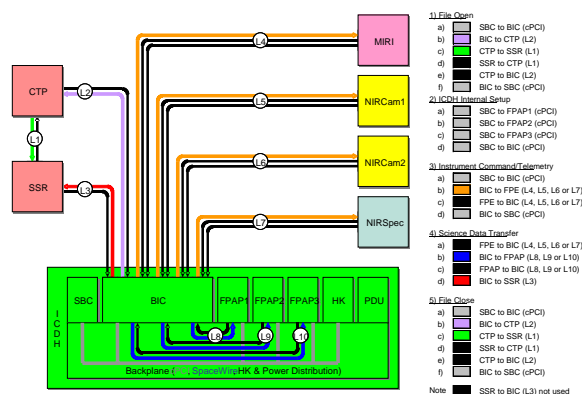 MIRI
L4
CTP
L2
NIRCam1
L5
L1
NIRCam2
L6
SSR
L3
NIRSpec
L7
ICDH
SBC
BIC
FPAP1
FPAP2
FPAP3
HK
PDU
L8
L9
L10
Backplane (PCI, SpaceWire HK & Power Distribution)
1) File Open
a) SBC to BIC (cPCI)
b) BIC to CTP (L2)
c) CTP to SSR (L1)
d) SSR to CTP (L1)
e) CTP to BIC (L2)
f) BIC to SBC (cPCI)
2) ICDH Internal Setup
a) SBC to FPAP1 (cPCI)
b) SBC to FPAP2 (cPCI)
c) SBC to FPAP3 (cPCI)
d) SBC to BIC (cPCI)
3) Instrument Command/Telemetry
a) SBC to BIC (cPCI)
b) BIC to FPE (L4, L5, L6 or L7)
c) FPE to BIC (L4, L5, L6 or L7)
d) BIC to SBC (cPCI)
4) Science Data Transfer
a) FPE to BIC (L4, L5, L6 or L7)
b) BIC to FPAP (L8, L9 or L10)
c) FPAP to BIC (L8, L9 or L10)
d) BIC to SSR (L3)
5) File Close
a) SBC to BIC (cPCI)
b) BIC to CTP (L2)
c) CTP to SSR (L1)
d) SSR to CTP (L1)
e) CTP to BIC (L2)
f) BIC to SBC (cPCI)
Note SSR to BIC (L3) not used